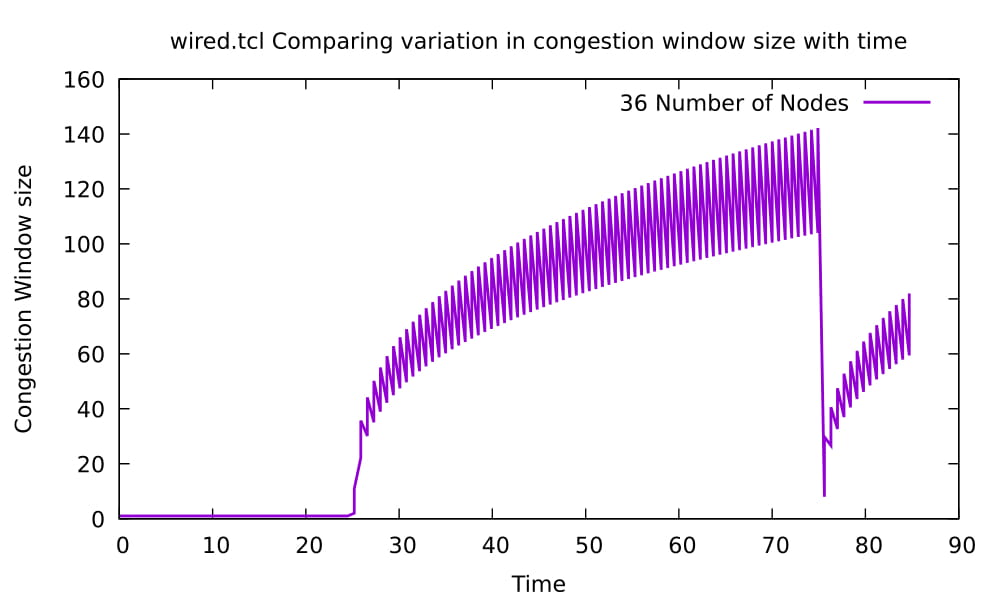 wired.tcl Comparing variation in congestion window size with time
36 Number of Nodes
Congestion Window size
160
140
120
100
80
60
40
20
0
0 10 20 30 40 50 60 70 80 90
Time